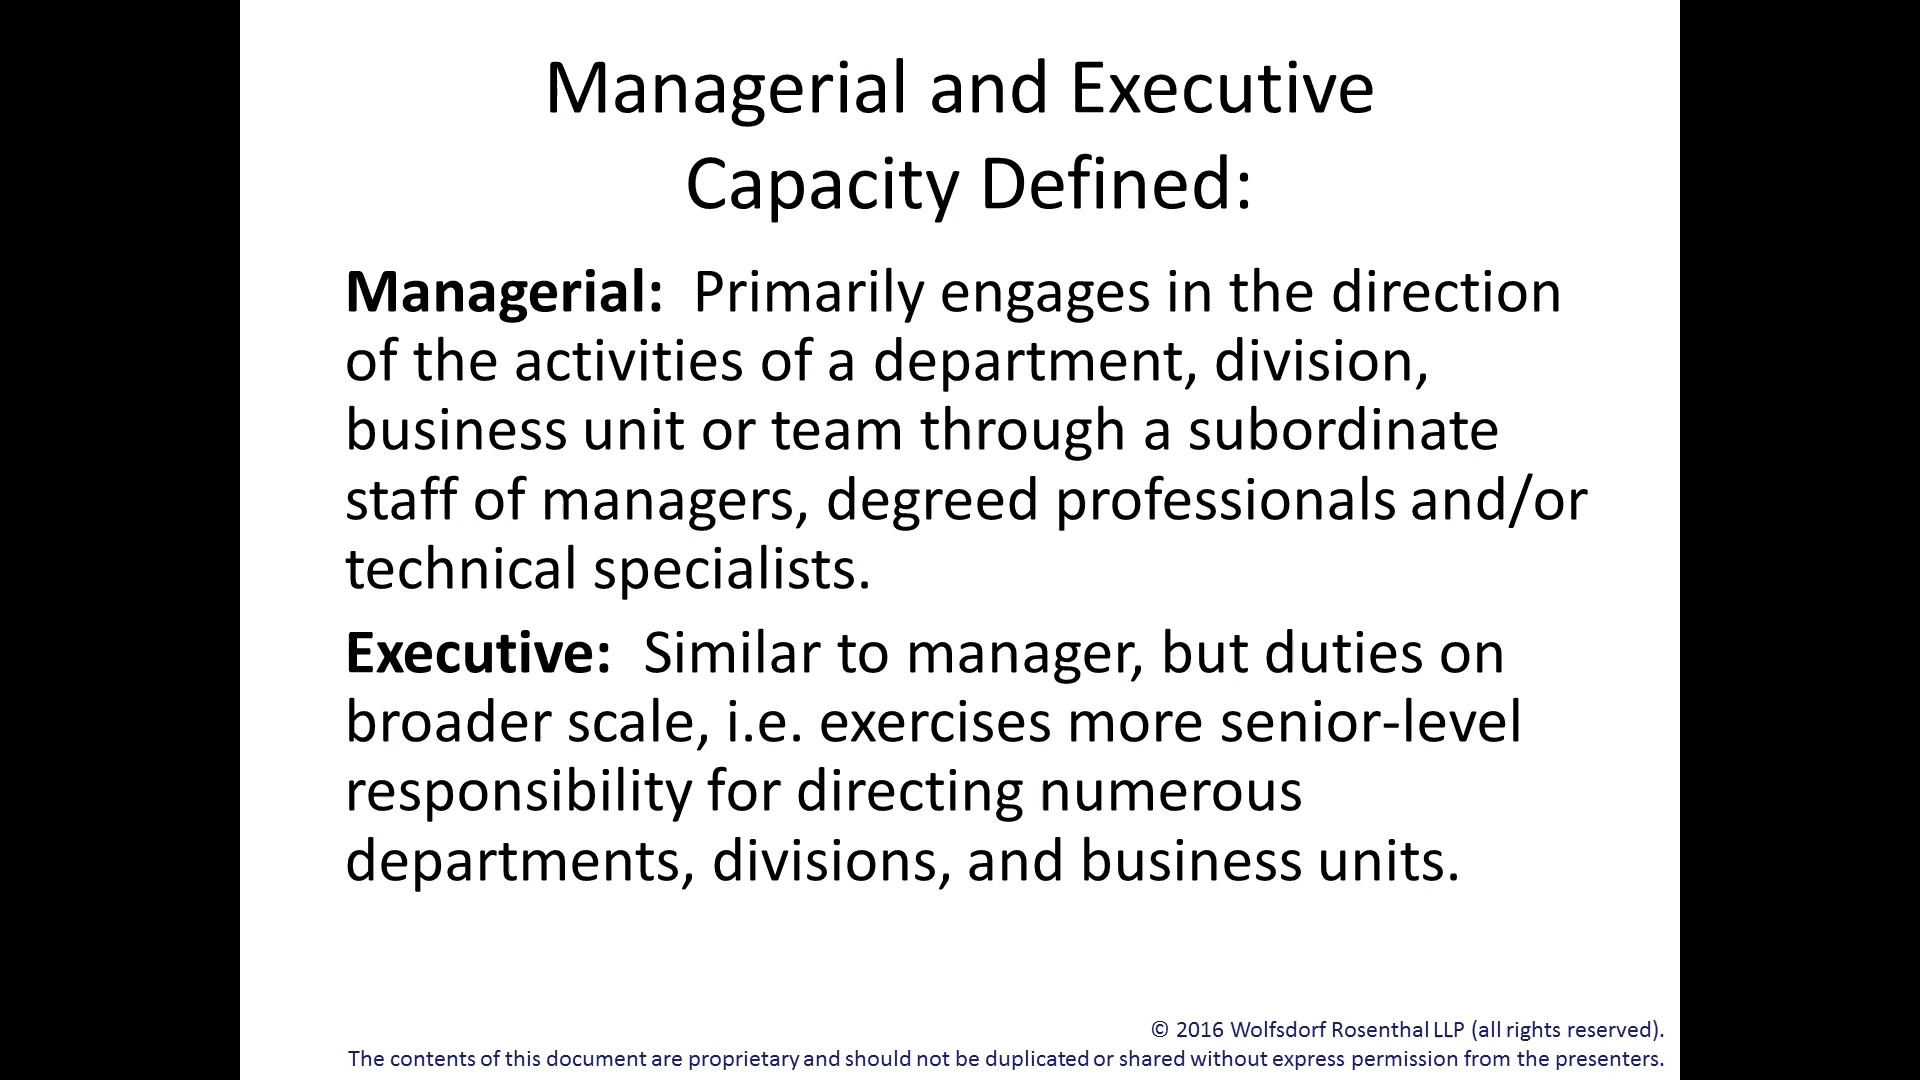 Managerial and Executive
Capacity Defined:
Managerial:  Primarily engages in the direction
of the activities of a department, division,
business unit or team through a subordinate
staff of managers, degreed professionals and/or
technical specialists.
Executive:  Similar to manager, but duties on
broader scale, i.e. exercises more senior-level
responsibility for directing numerous
departments, divisions, and business units.
© 2016 Wolfsdorf Rosenthal LLP (all rights reserved).
The contents of this document are proprietary and should not be duplicated or shared without express permission from the presenters.